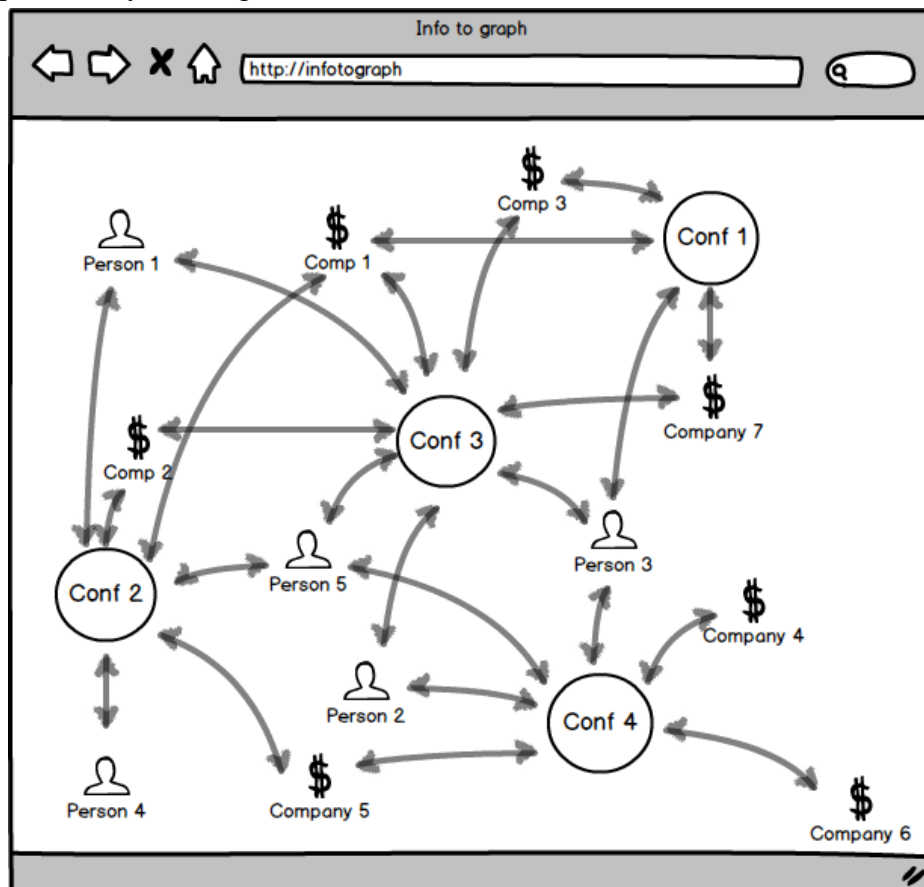 Info to graph
http://infotograph
$
Comp 3
Conf 1
Person 1
$
Comp 1
$
Company 7
Conf 3
$
Comp 2
Person 3
Person 5
Conf 2
$
Company 4
Person 2
Conf 4
Person 4
$
Company 5
$
Company 6